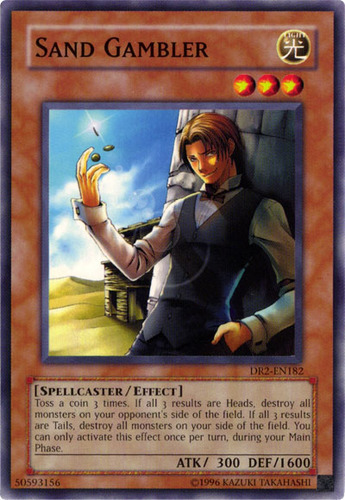 SAND GAMBLER
LIGHT
光
DR2-EN182
[SPELLCASTER/EFFECT]
Toss a coin 3 times. If all 3 results are Heads, destroy all
monsters on your opponent's side of the field. If all 3 results
are Tails, destroy all monsters on your side of the field. You
can only activate this effect once per turn, during your Main
Phase.
ATK/ 300 DEF/1600
50593156
©1996 KAZUKI TAKAHASHI